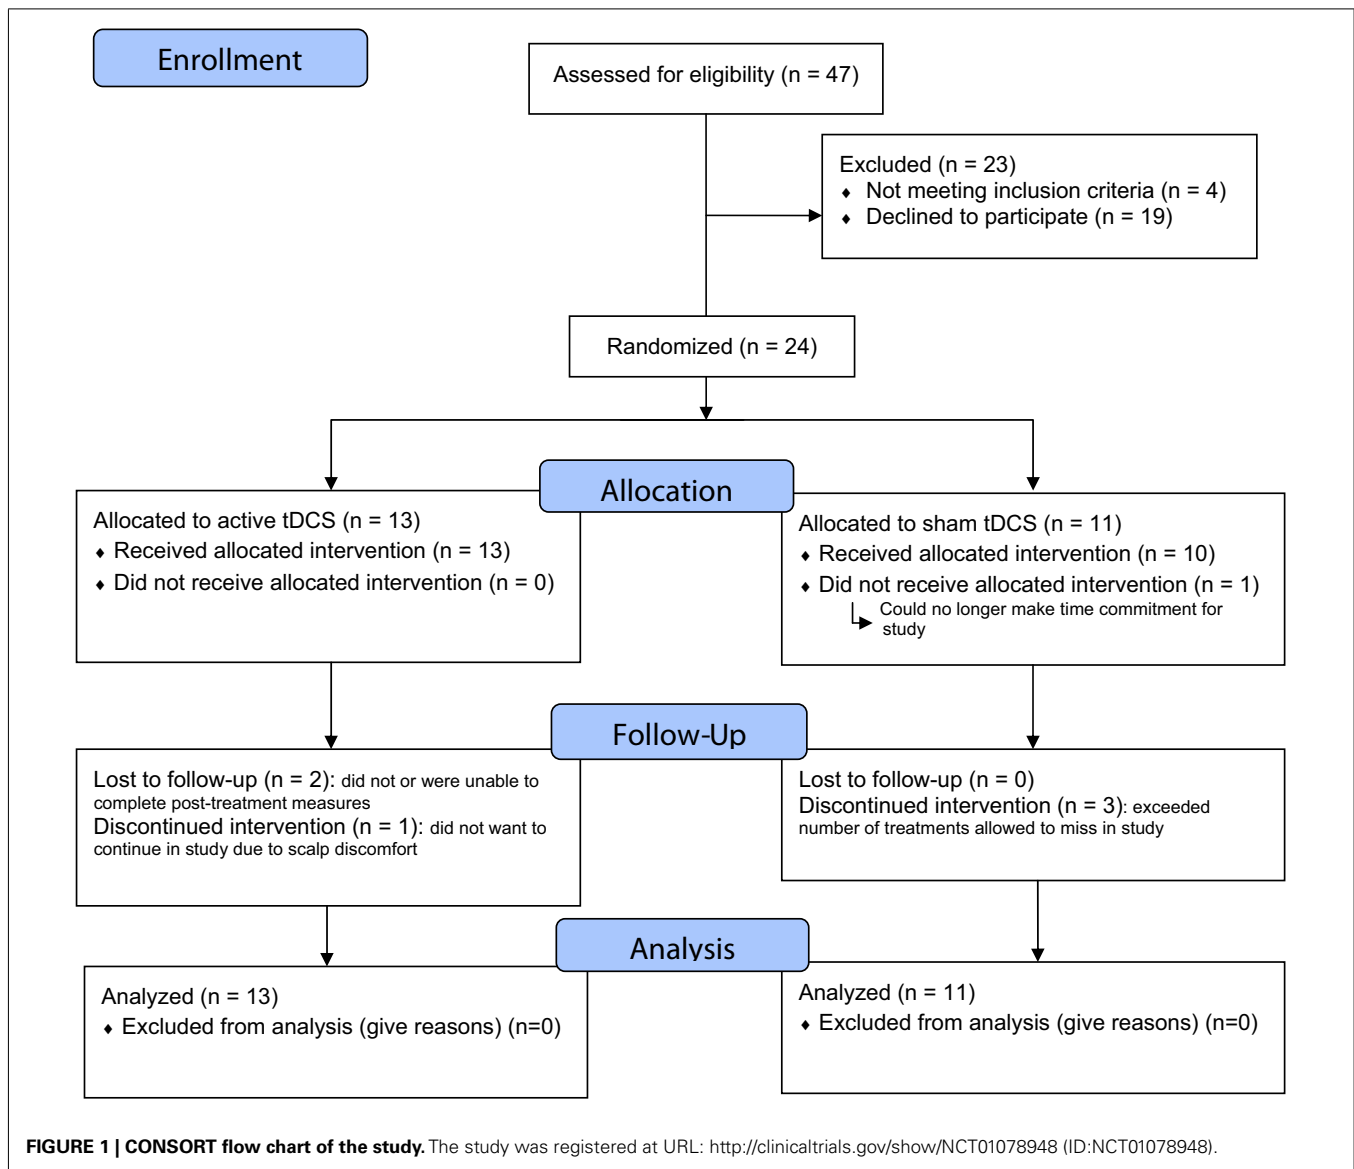 Enrollment
Assessed for eligibility (n = 47)
Excluded (n = 23)
♦ Not meeting inclusion criteria (n = 4)
♦ Declined to participate (n = 19)
Randomized (n = 24)
Allocation
Allocated to active tDCS (n = 13)
♦ Received allocated intervention (n = 13)
♦ Did not receive allocated intervention (n = 0)
Allocated to sham tDCS (n = 11)
♦ Received allocated intervention (n = 10)
♦ Did not receive allocated intervention (n = 1)
Could no longer make time commitment for
study
Follow-Up
Lost to follow-up (n = 2): did not or were unable to
complete post-treatment measures
Discontinued intervention (n = 1): did not want to
continue in study due to scalp discomfort
Lost to follow-up (n = 0)
Discontinued intervention (n = 3): exceeded
number of treatments allowed to miss in study
Analysis
Analyzed (n = 13)
♦ Excluded from analysis (give reasons) (n=0)
Analyzed (n = 11)
♦ Excluded from analysis (give reasons) (n=0)
FIGURE 1 | CONSORT flow chart of the study. The study was registered at URL: http://clinicaltrials.gov/show/NCT01078948 (ID:NCT01078948).